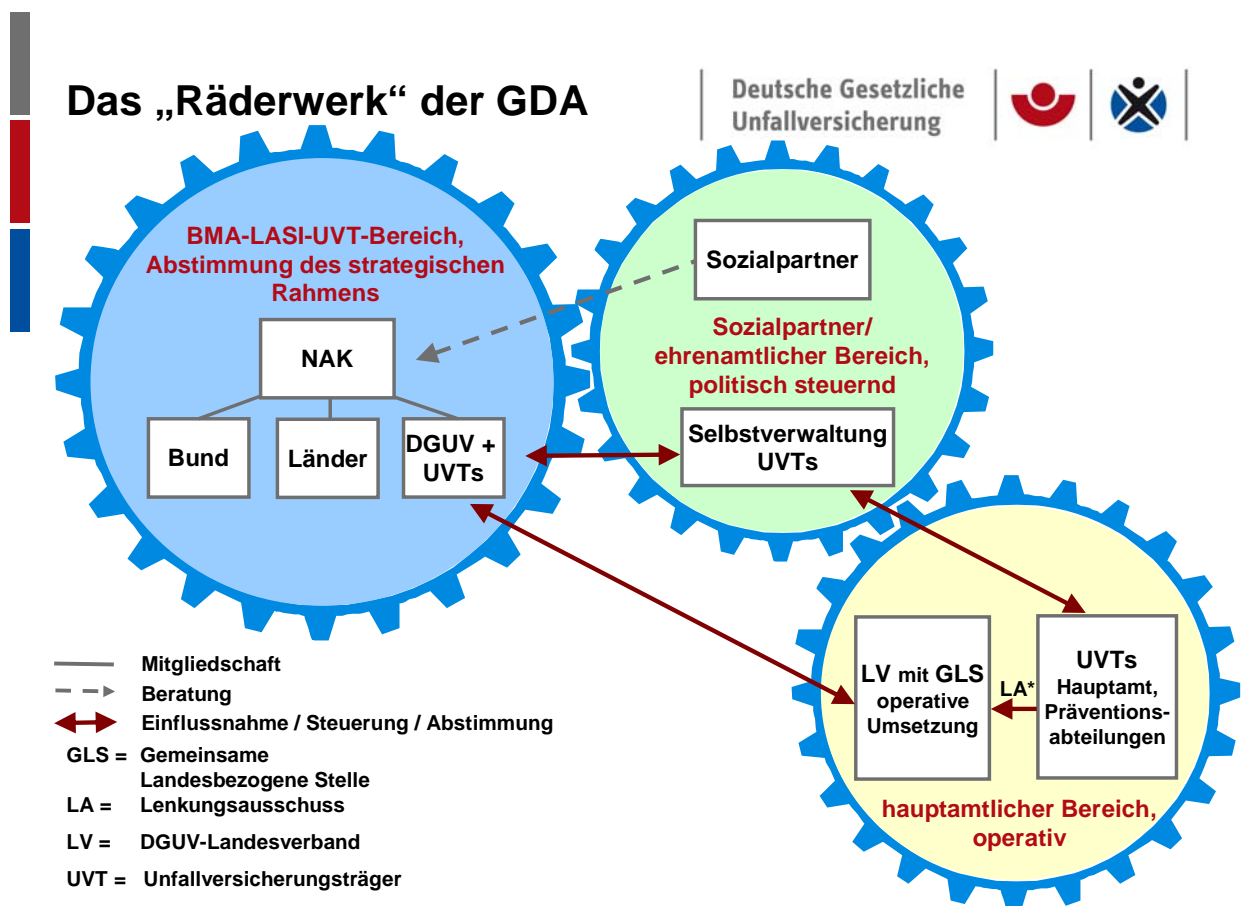 Das „Räderwerk“ der GDA
Deutsche Gesetzliche
Unfallversicherung
BMA-LASI-UVT-Bereich,
Abstimmung des strategischen
Rahmens
NAK
Bund
Länder
DGUV +
UVTs
Sozialpartner
Sozialpartner/
ehrenamtlicher Bereich,
politisch steuernd
Selbstverwaltung
UVTs
LV mit GLS
operative
Umsetzung
LA*
UVTs
Hauptamt,
Präventions-
abteilungen
hauptamtlicher Bereich,
operativ
Mitgliedschaft
Beratung
Einflussnahme / Steuerung / Abstimmung
GLS = Gemeinsame
Landesbezogene Stelle
LA = Lenkungsausschuss
LV = DGUV-Landesverband
UVT = Unfallversicherungsträger